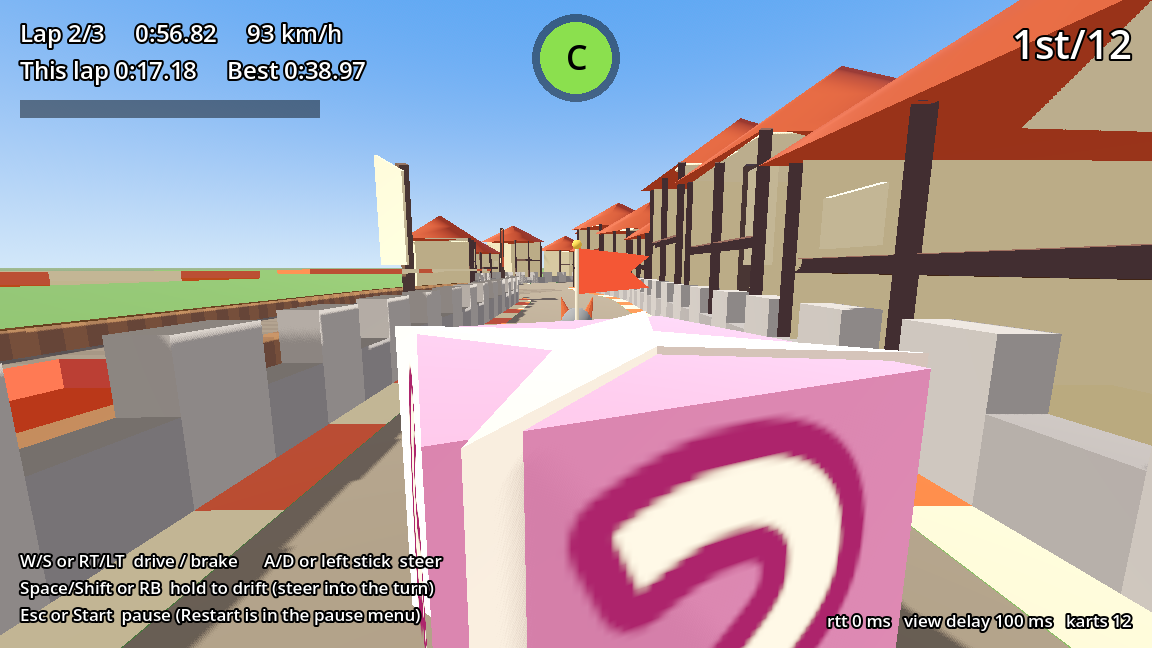 Lap 2/3 0:56.82 93 km/h
This lap 0:17.18 Best 0:38.97
C
1st/12
?
W/S or RT/LT drive / brake A/D or left stick steer
Space/Shift or RB hold to drift (steer into the turn)
Esc or Start pause (Restart is in the pause menu)
rtt 0 ms view delay 100 ms karts 12